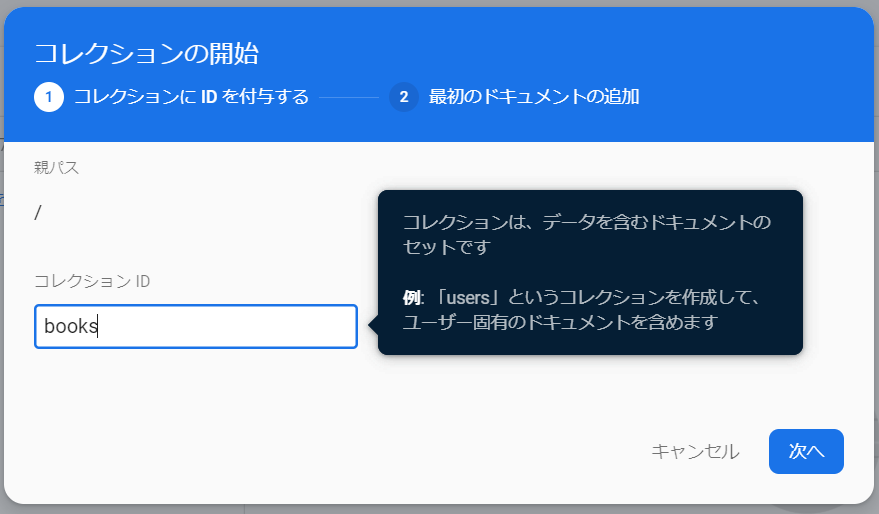 コレクションの開始
1 コレクションに ID を付与する 2 最初のドキュメントの追加
親パス
/
コレクションは、データを含むドキュメントの
セットです
コレクション ID
例: 「users」というコレクションを作成して、
ユーザー固有のドキュメントを含めます
books
キャンセル 次へ